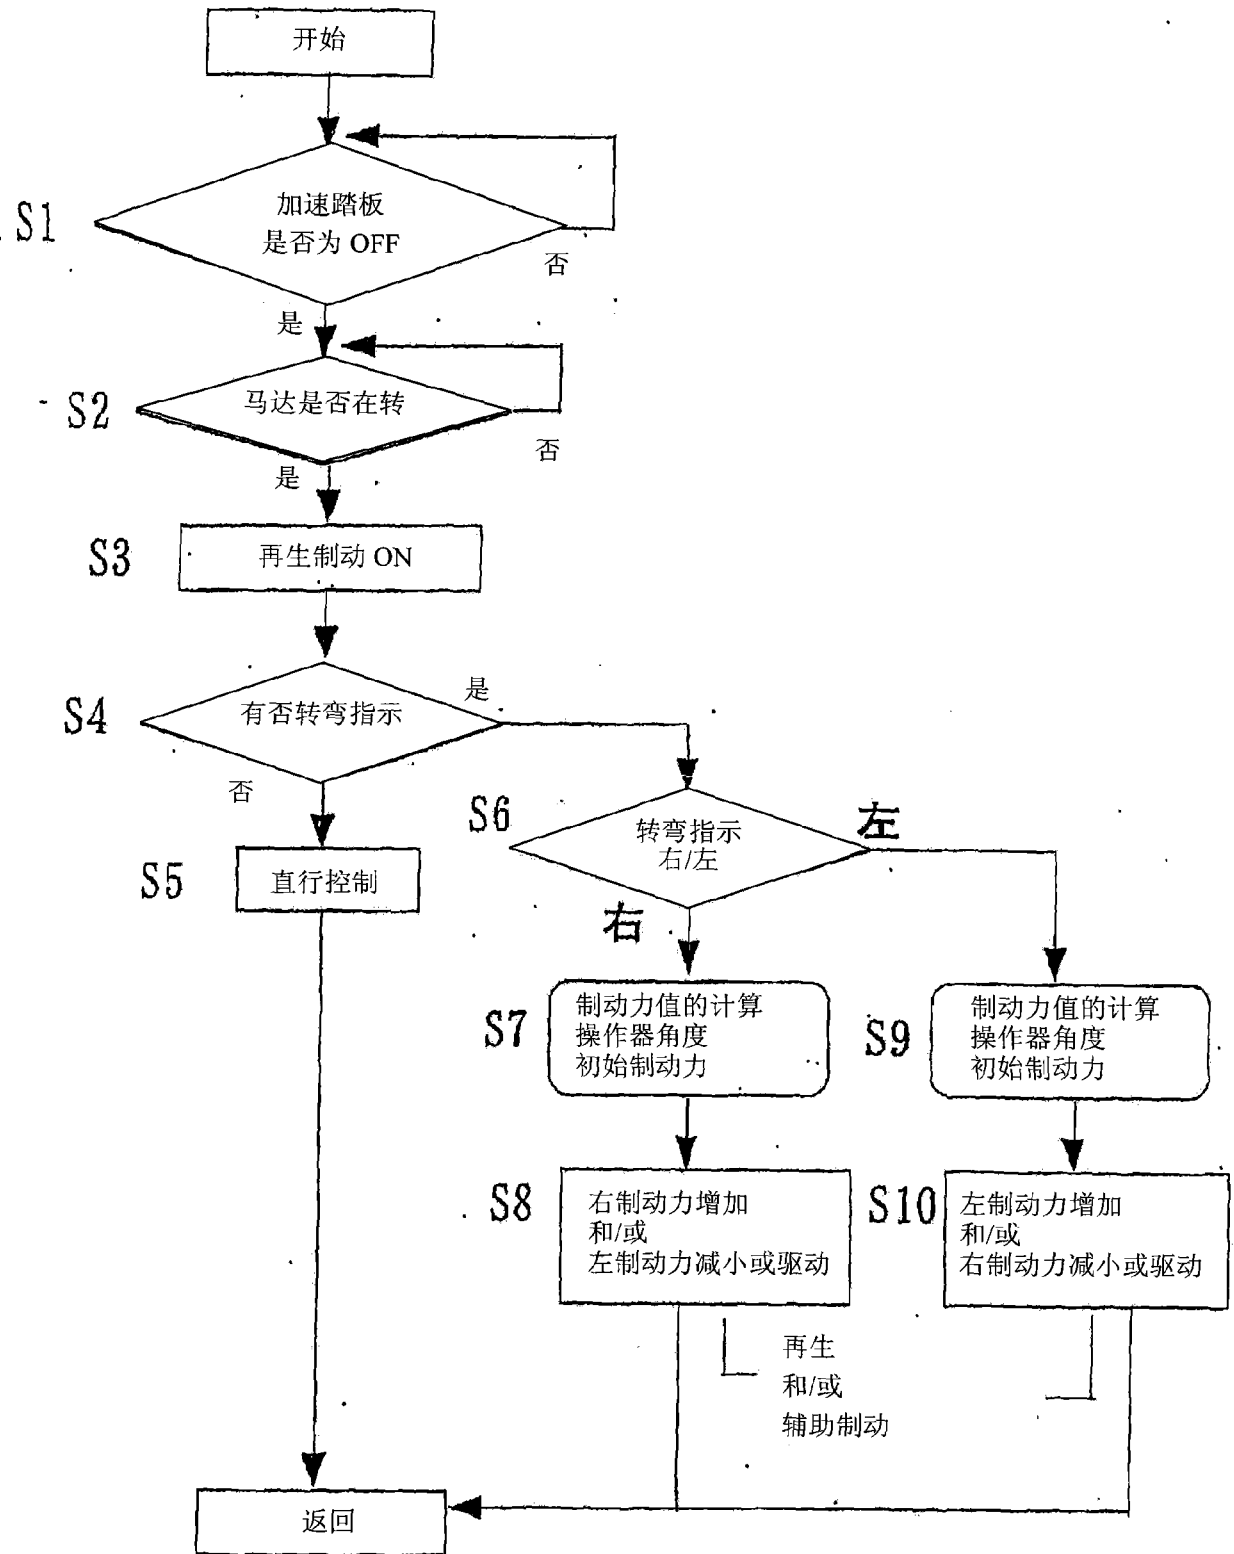 开始
S1
加速踏板
是否为 OFF
否
是
S2
马达是否在转
否
是
S3
再生制动 ON
S4
有否转弯指示
是
否
S5
直行控制
S6
转弯指示
右/左
左
右
S7
制动力值的计算
操作器角度
初始制动力
S9
制动力值的计算
操作器角度
初始制动力
S8
右制动力增加
和/或
左制动力减小或驱动
S10
左制动力增加
和/或
右制动力减小或驱动
再生
和/或
辅助制动
返回